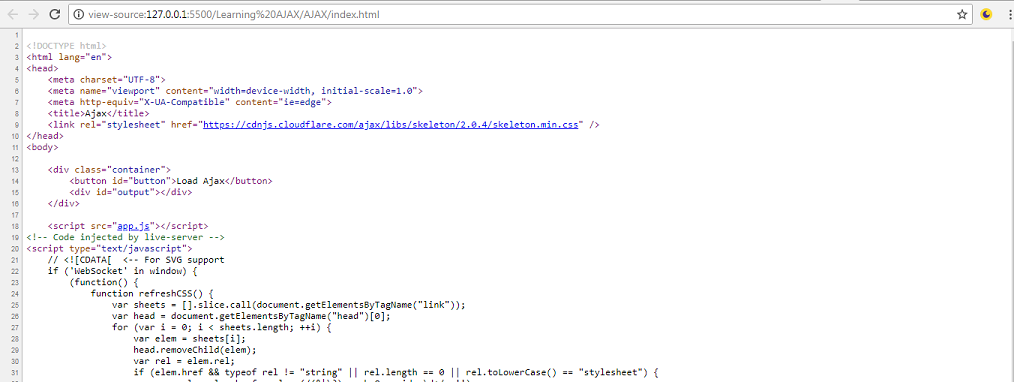 view-source:127.0.0.1:5500/Learning%20AJAX/AJAX/index.html
1
2 <!DOCTYPE html>
3 <html lang="en">
4 <head>
5 <meta charset="UTF-8">
6 <meta name="viewport" content="width=device-width, initial-scale=1.0">
7 <meta http-equiv="X-UA-Compatible" content="ie=edge">
8 <title>Ajax</title>
9 <link rel="stylesheet" href="https://cdnjs.cloudflare.com/ajax/libs/skeleton/2.0.4/skeleton.min.css" />
10 </head>
11 <body>
12
13 <div class="container">
14 <button id="button">Load Ajax</button>
15 <div id="output"></div>
16 </div>
17
18 <script src="app.js"></script>
19 <!-- Code injected by live-server -->
20 <script type="text/javascript">
21 // <![CDATA[ <-- For SVG support
22 if ('WebSocket' in window) {
23 (function() {
24 function refreshCSS() {
25 var sheets = [].slice.call(document.getElementsByTagName("link"));
26 var head = document.getElementsByTagName("head")[0];
27 for (var i = 0; i < sheets.length; ++i) {
28 var elem = sheets[i];
29 head.removeChild(elem);
30 var rel = elem.rel;
31 if (elem.href && typeof rel != "string" || rel.length == 0 || rel.toLowerCase() == "stylesheet") {